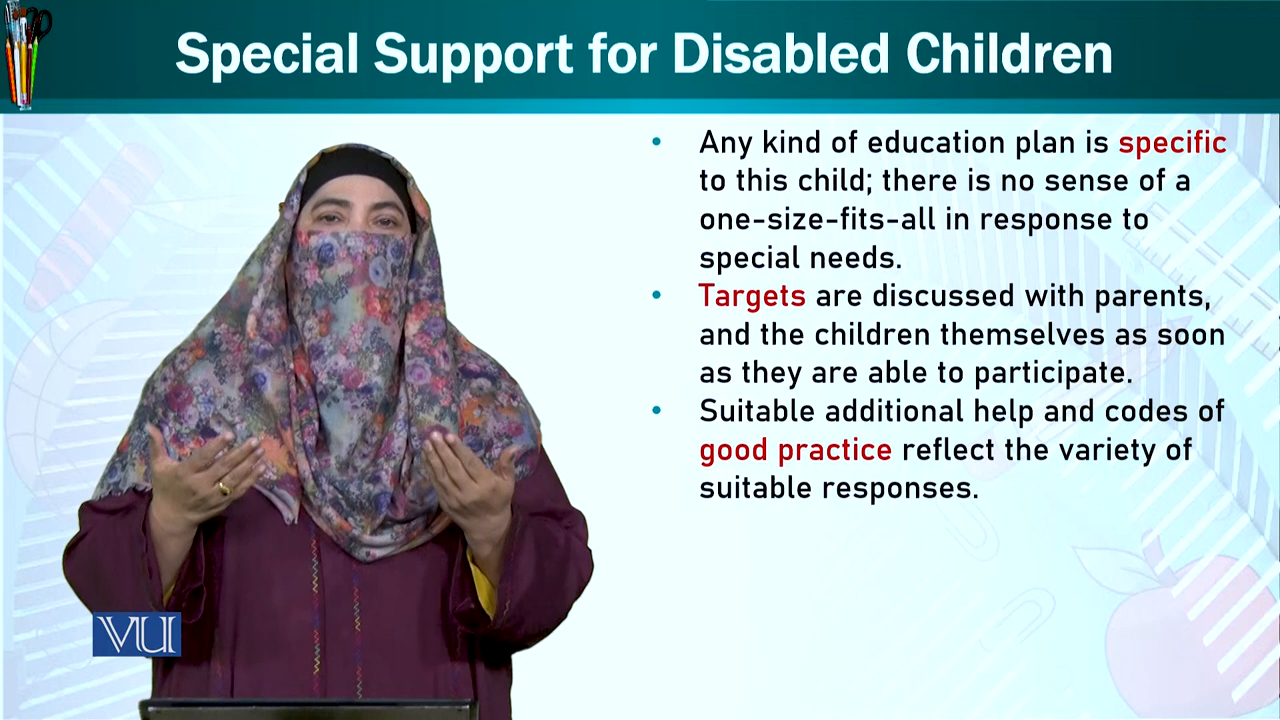 Special Support for Disabled Children
• Any kind of education plan is specific
to this child; there is no sense of a
one-size-fits-all in response to
special needs.
• Targets are discussed with parents,
and the children themselves as soon
as they are able to participate.
• Suitable additional help and codes of
good practice reflect the variety of
suitable responses.
VU